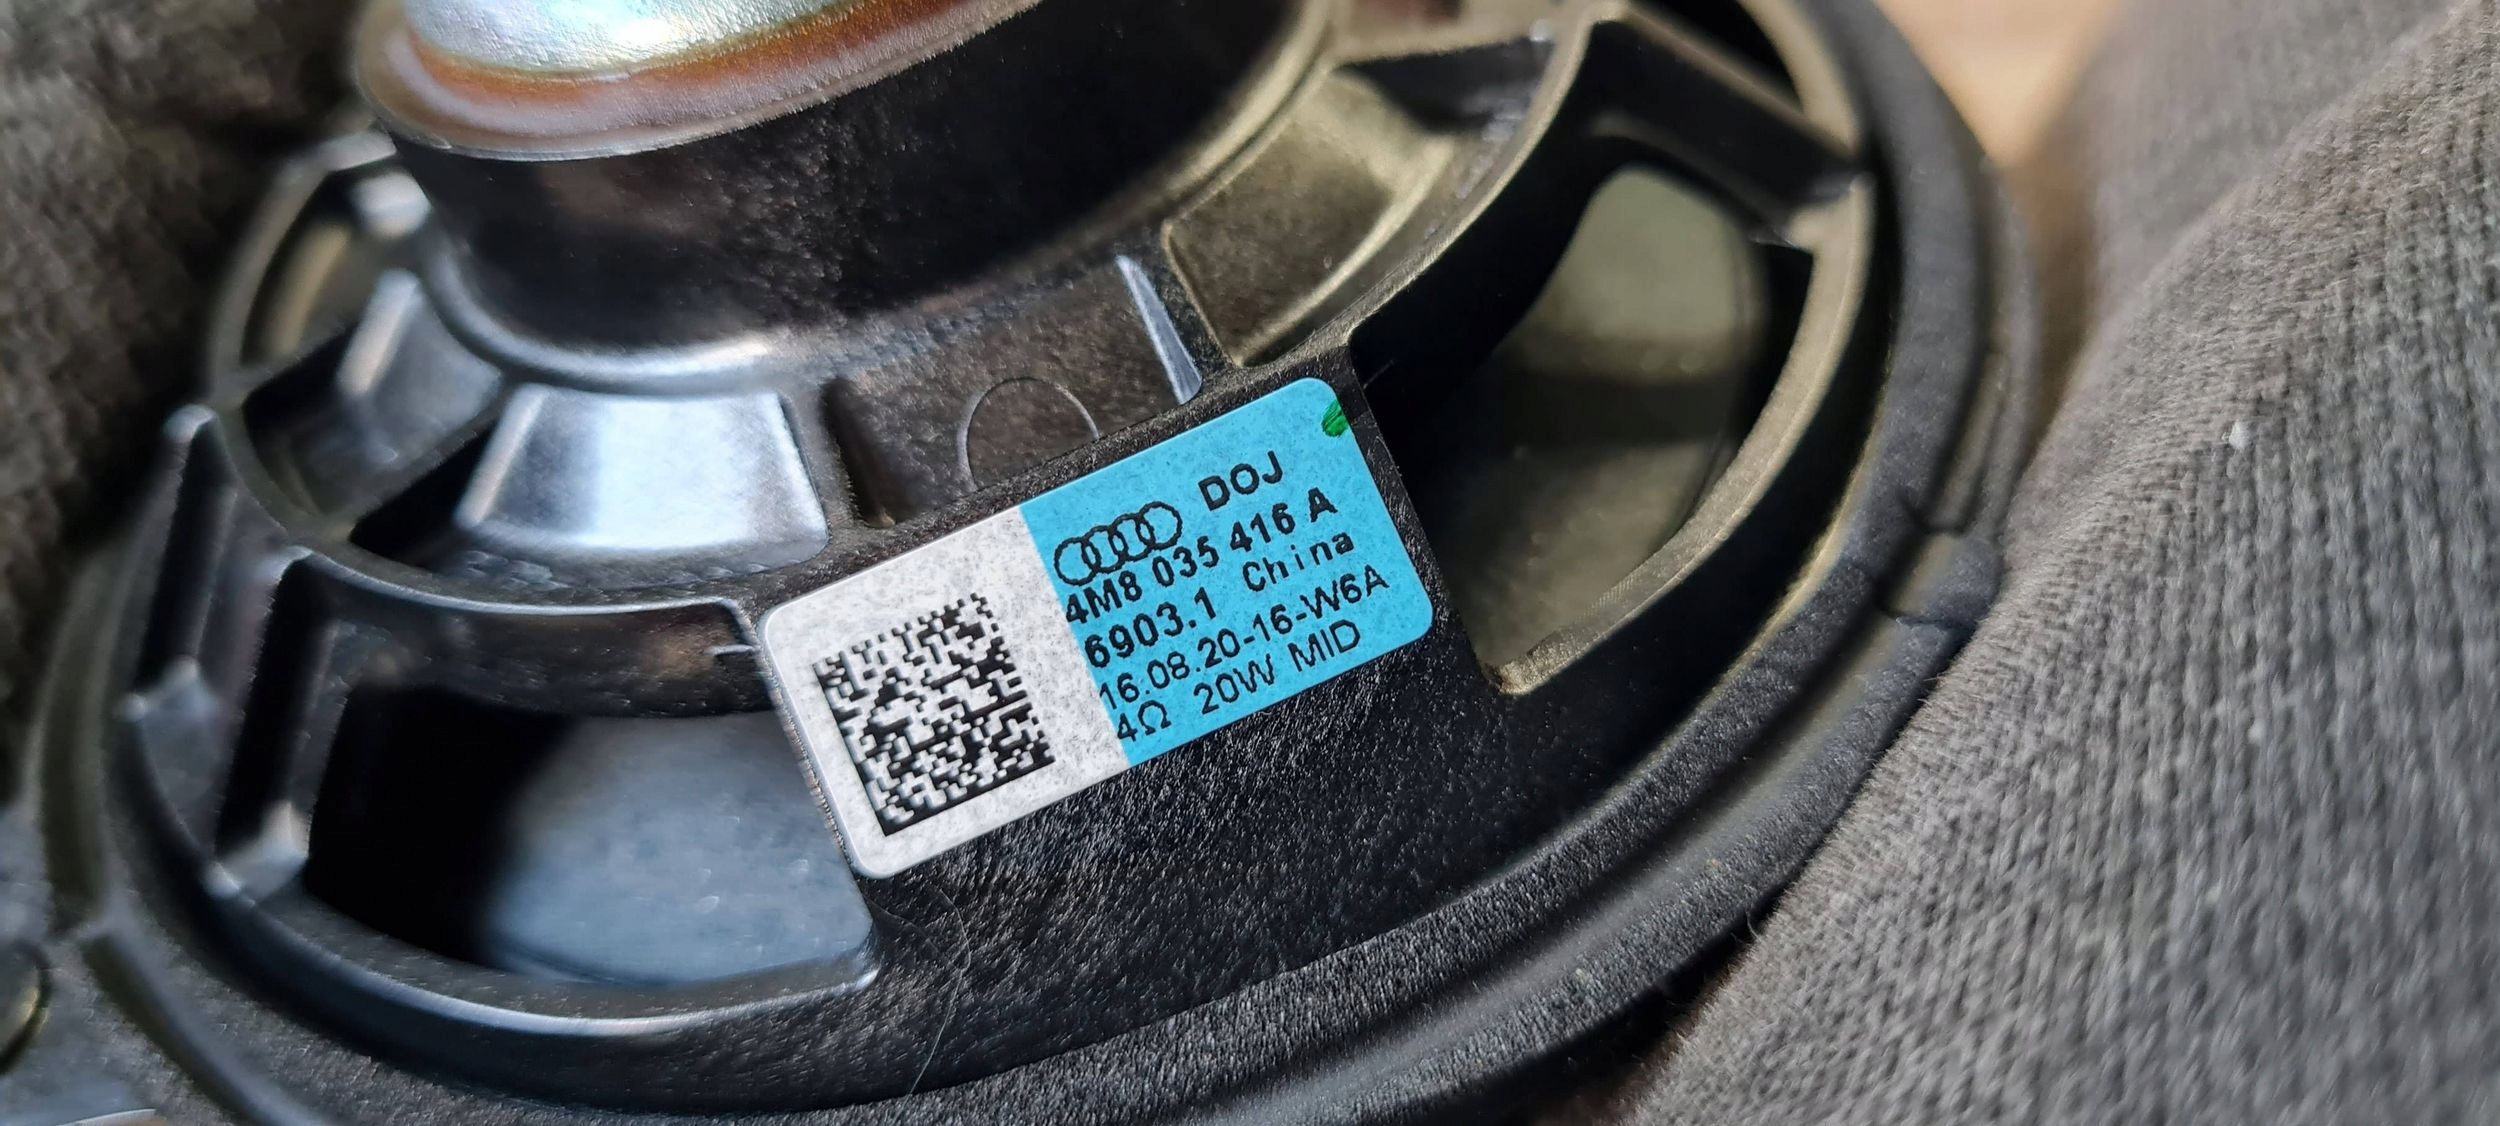 DOJ
4M8 035 416 A
6903.1 China
16.08.20-16-W6A
4Ω 20W MID